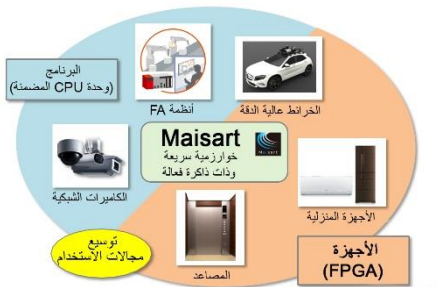 البرنامج
(وحدة CPU المضمنة)
أنظمة FA
الخرائط عالية الدقة
Maisart
Maisart
خوارزمية سريعة
وذات ذاكرة فعالة
الكاميرات الشبكية
الأجهزة المنزلية
توسيع
مجالات الاستخدام
المصاعد
الأجهزة
(FPGA)